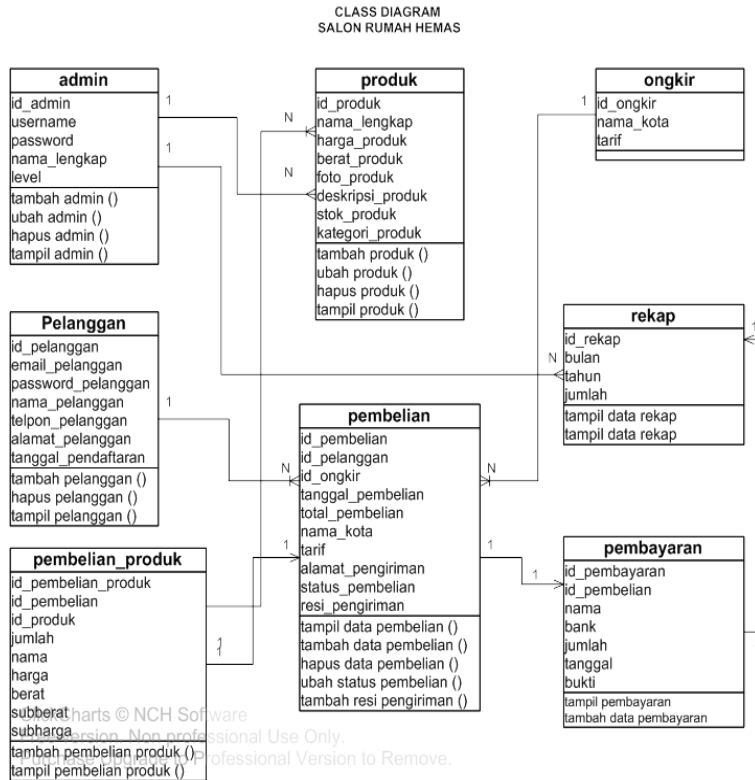 CLASS DIAGRAM
SALON RUMAH HEMAS
admin
id_admin
username
password
nama_lengkap
level
tambah admin ()
ubah admin ()
hapus admin ()
tampil admin ()
1
1
produk
id_produk
nama_lengkap
harga_produk
berat_produk
foto_produk
deskripsi_produk
stok_produk
kategori_produk
tambah produk ()
ubah produk ()
hapus produk ()
tampil produk ()
N
N
ongkir
id_ongkir
nama_kota
tarif
1
Pelanggan
id_pelanggan
email_pelanggan
password_pelanggan
nama_pelanggan
telpon_pelanggan
alamat_pelanggan
tanggal_pendaftaran
tambah pelanggan ()
hapus pelanggan ()
tampil pelanggan ()
1
rekap
id_rekap
bulan
tahun
jumlah
tampil data rekap
tampil data rekap
N
1
pembelian
id_pembelian
id_pelanggan
id_ongkir
tanggal_pembelian
total_pembelian
nama_kota
tarif
alamat_pengiriman
status_pembelian
resi_pengiriman
tampil data pembelian ()
tambah data pembelian ()
hapus data pembelian ()
ubah status pembelian ()
tambah resi pengiriman ()
N
N
1
1
pembelian_produk
id_pembelian_produk
id_pembelian
id_produk
jumlah
nama
harga
berat
subberat
subharga
tambah pembelian produk ()
tampil pembelian produk ()
1
1
pembayaran
id_pembayaran
id_pembelian
nama
bank
jumlah
tanggal
bukti
tampil pembayaran
tambah data pembayaran
1
ClickCharts © NCH Software
Free version. Non professional Use Only.
Purchase Upgrade to Professional Version to Remove.